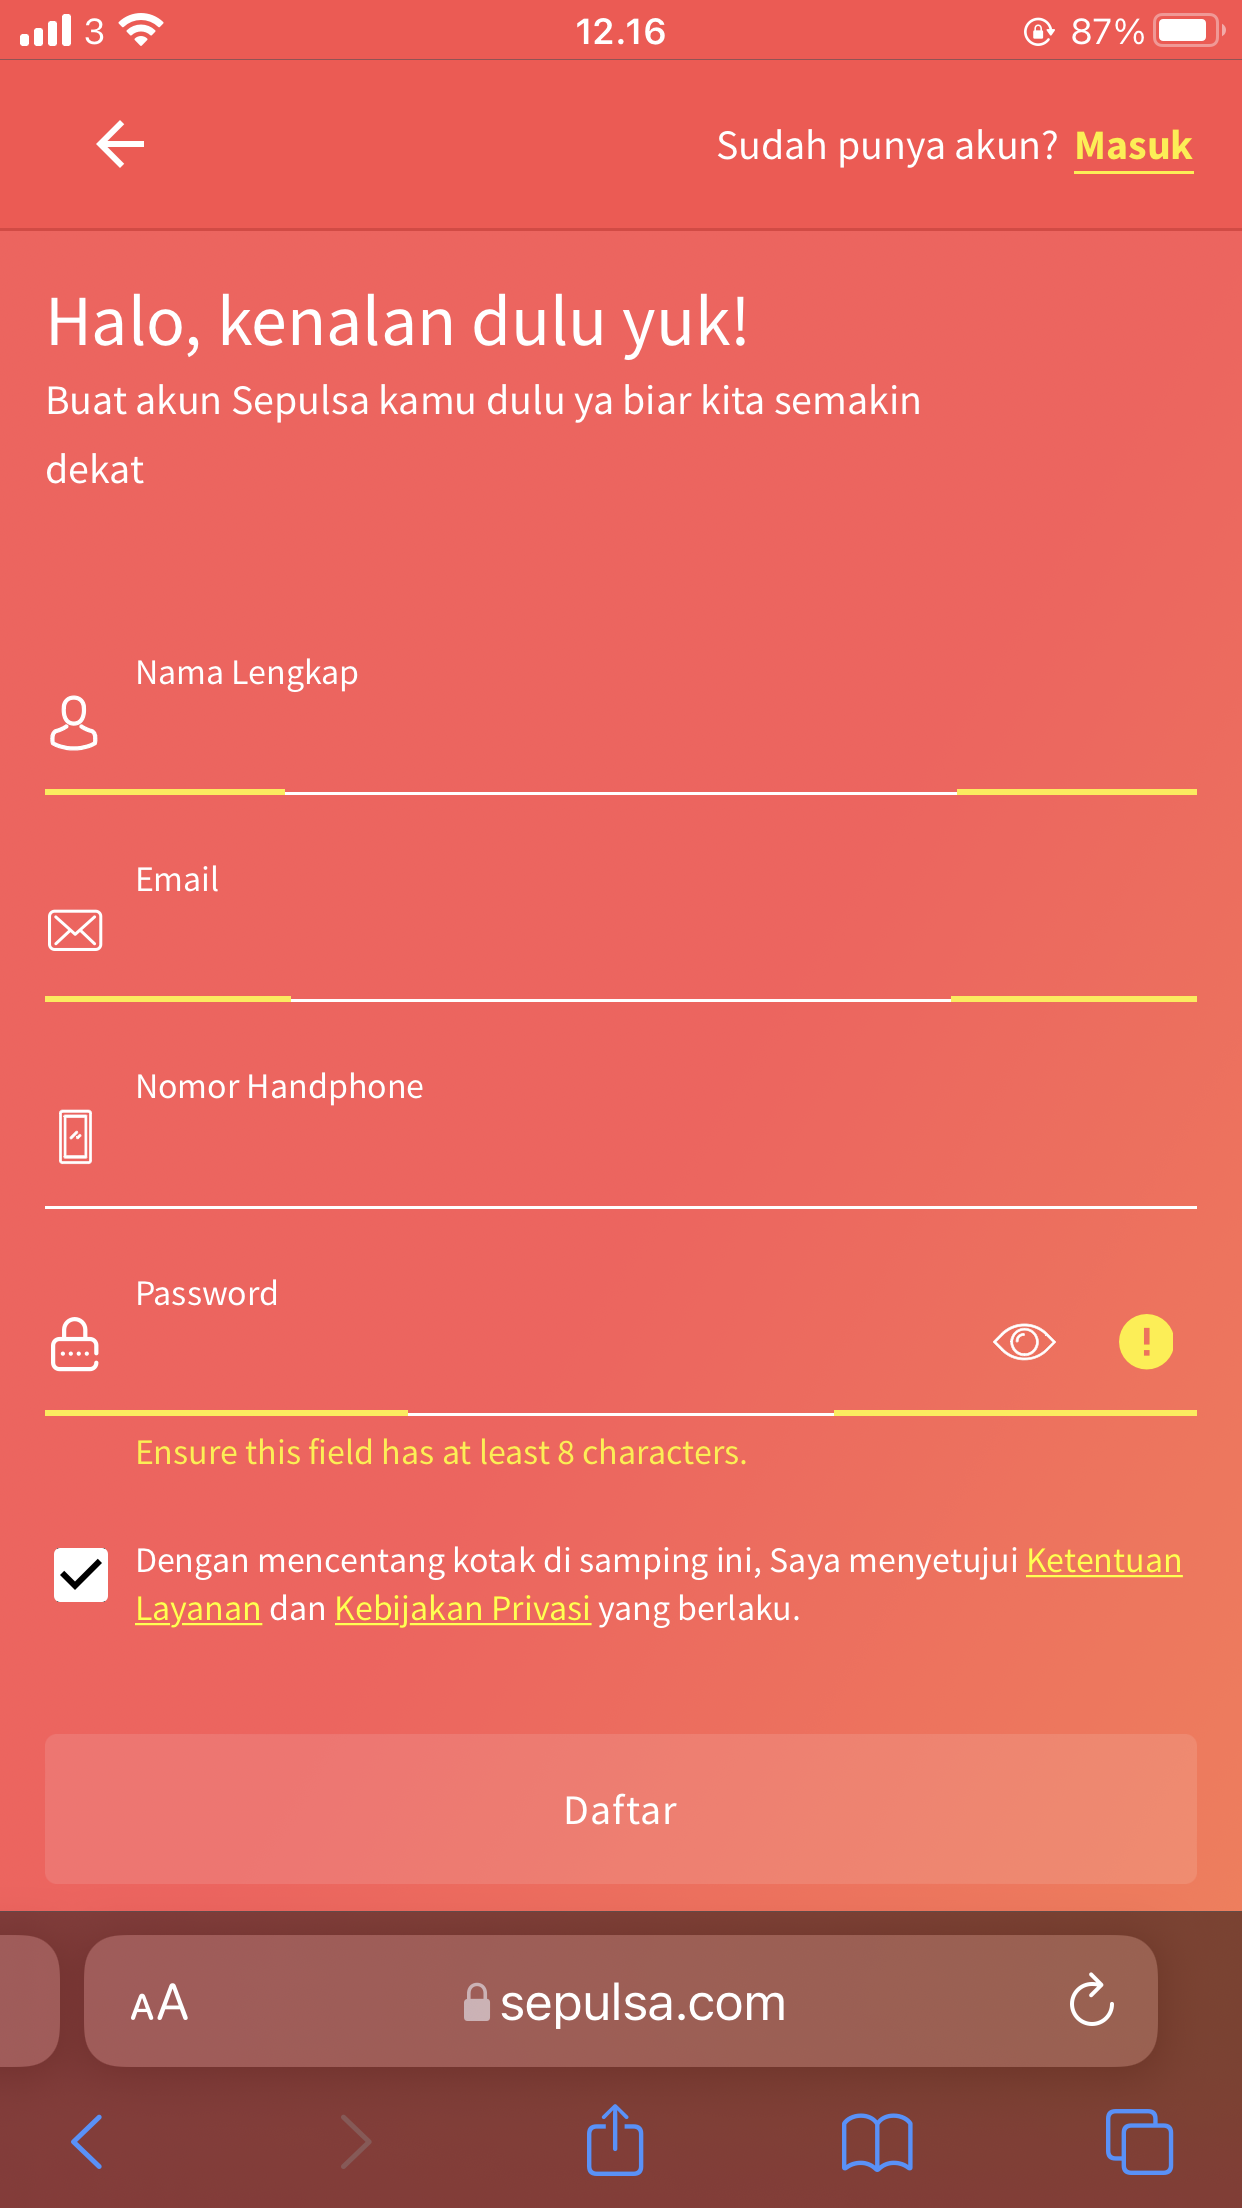 3
12.16
87%
Sudah punya akun? Masuk
Halo, kenalan dulu yuk!
Buat akun Sepulsa kamu dulu ya biar kita semakin
dekat
Nama Lengkap
Email
Nomor Handphone
Password
Ensure this field has at least 8 characters.
Dengan mencentang kotak di samping ini, Saya menyetujui Ketentuan
Layanan dan Kebijakan Privasi yang berlaku.
Daftar
AA
sepulsa.com